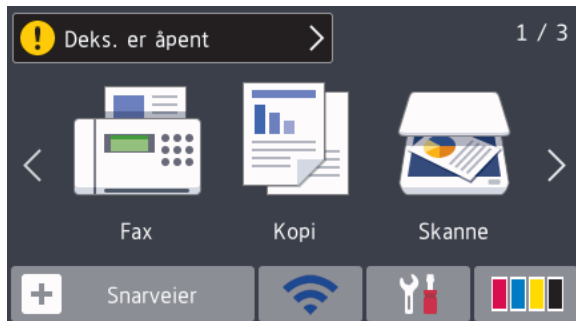 Deks. er åpent
1 / 3
Fax
Kopi
Skanne
Snarveier